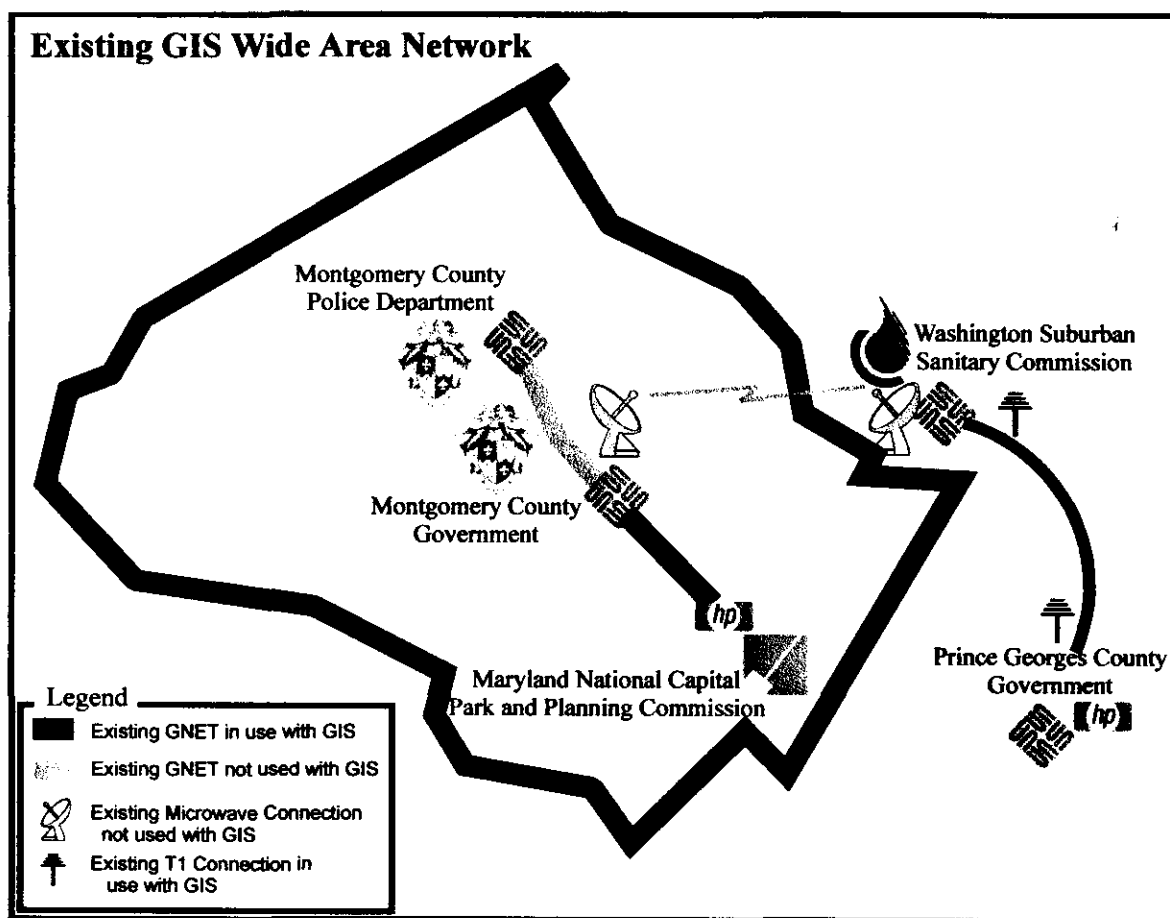 Existing GIS Wide Area Network
Montgomery County
Police Department
Washington Suburban
Sanitary Commission
Montgomery County
Government
(hp)
Maryland National Capital
Park and Planning Commission
Prince Georges County
Government
(hp)
Legend
Existing GNET in use with GIS
Existing GNET not used with GIS
Existing Microwave Connection
not used with GIS
Existing T1 Connection in
use with GIS